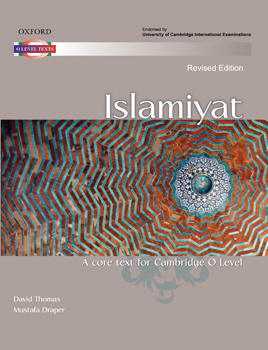 OXFORD
O LEVEL TEXTS
Endorsed by
University of Cambridge International Examinations
Revised Edition
Islamiyat
A core text for Cambridge O Level
David Thomas
Mustafa Draper